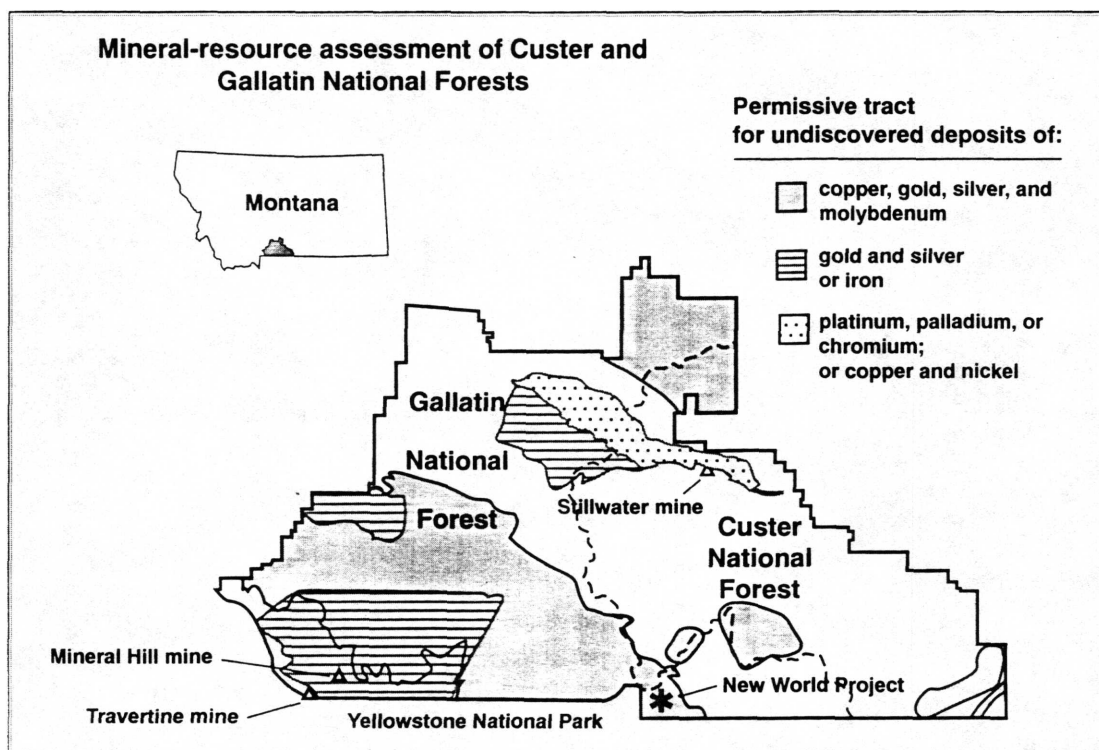 Mineral-resource assessment of Custer and
Gallatin National Forests
Permissive tract
for undiscovered deposits of:
copper, gold, silver, and
molybdenum
gold and silver
or iron
platinum, palladium, or
chromium;
or copper and nickel
Montana
Gallatin
National
Forest
Stillwater mine
Custer
National
Forest
Mineral Hill mine
Travertine mine
New World Project
Yellowstone National Park